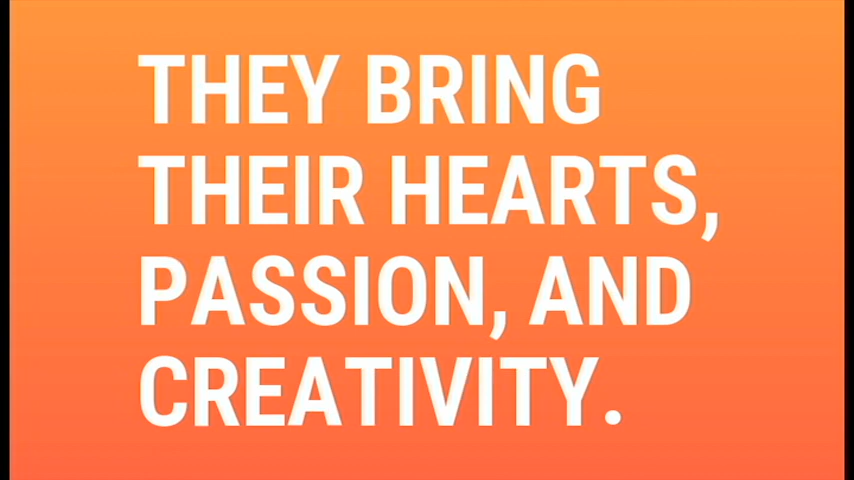 THEY BRING
THEIR HEARTS,
PASSION, AND
CREATIVITY.